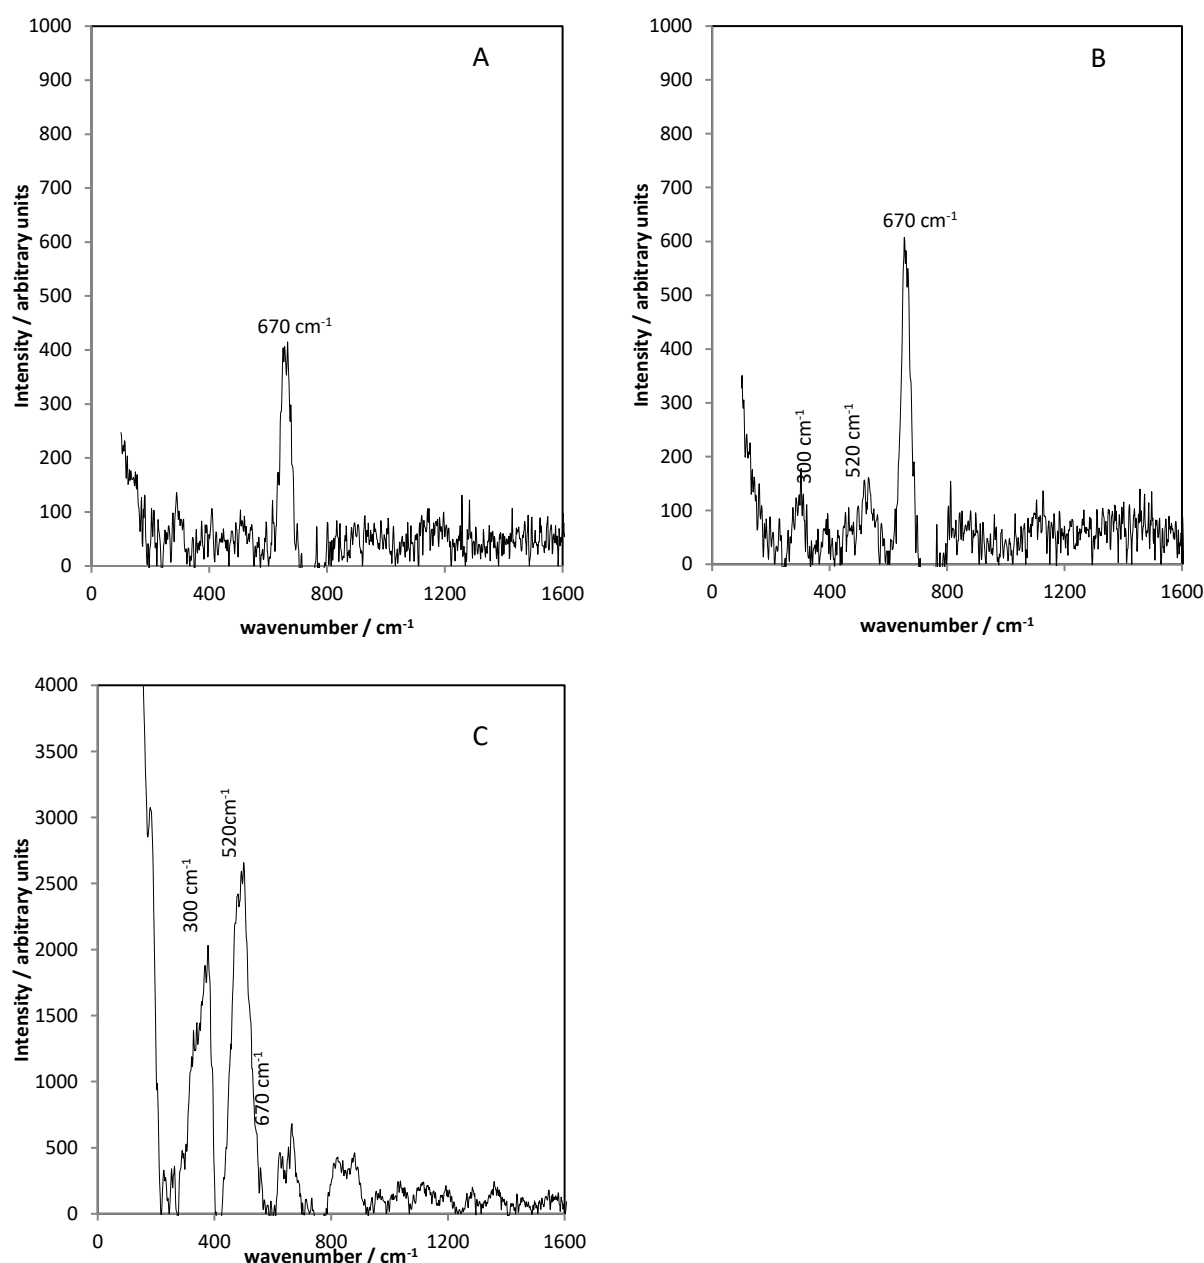 A
1000
900
800
700
600
500
400
300
200
100
0
Intensity / arbitrary units
670 cm-1
0 400 800 1200 1600
wavenumber / cm-1
B
1000
900
800
700
600
500
400
300
200
100
0
Intensity / arbitrary units
300 cm-1
520 cm-1
670 cm-1
0 400 800 1200 1600
wavenumber / cm-1
C
4000
3500
3000
2500
2000
1500
1000
500
0
Intensity / arbitrary units
300 cm-1
520cm-1
670 cm-1
0 400 800 1200 1600
wavenumber / cm-1